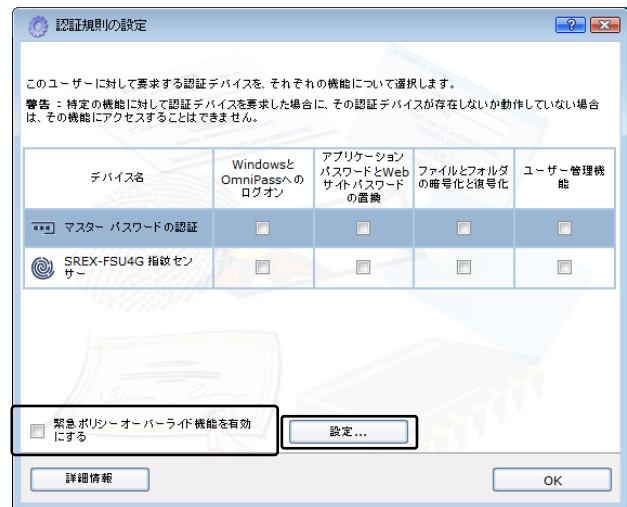 認証規則の設定
このユーザーに対して要求する認証デバイスを、それぞれの機能について選択します。
警告 : 特定の機能に対して認証デバイスを要求した場合に、その認証デバイスが存在しないか動作していない場合
は、その機能にアクセスすることはできません。
デバイス名
Windowsと
OmniPassへの
ログオン
アプリケーション
パスワードとWeb
サイトパスワード
の置換
ファイルとフォルダ
の暗号化と復号化
ユーザー管理機
能
マスター パスワードの認証
SREX-FSU4G 指紋セン
サー
緊急ポリシーオーバーライド機能を有効
にする
設定...
詳細情報
OK